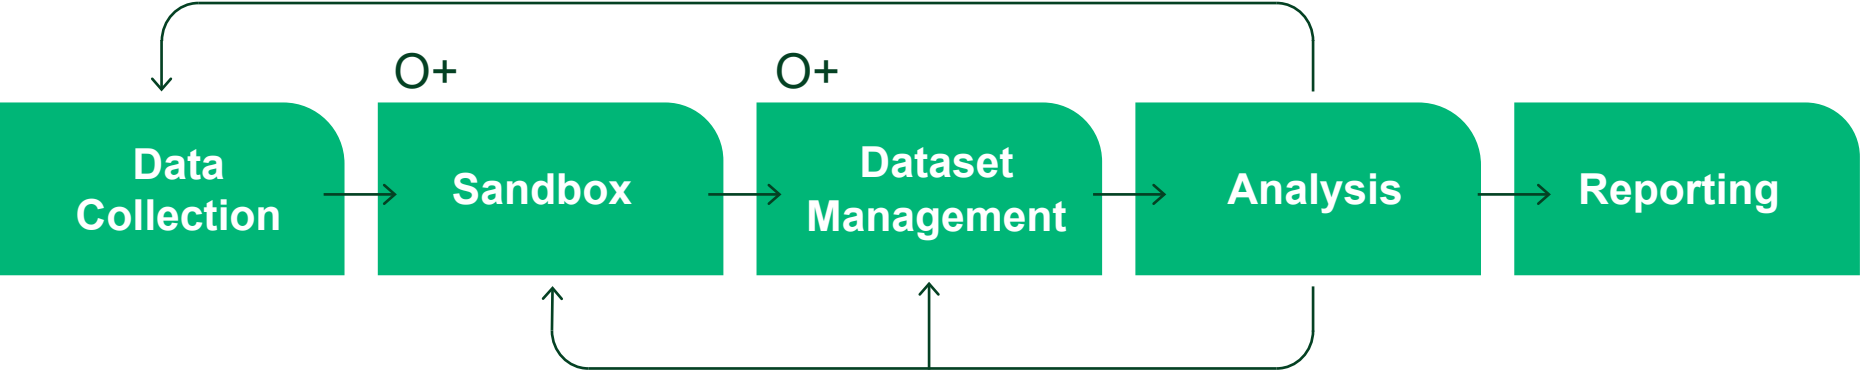 O+
O+
Data
Collection
Sandbox
Dataset
Management
Analysis
Reporting